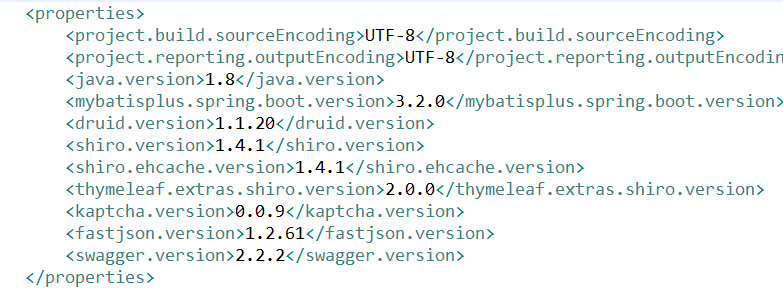 <properties>
<project.build.sourceEncoding>UTF-8</project.build.sourceEncoding>
<project.reporting.outputEncoding>UTF-8</project.reporting.outputEncodin
<java.version>1.8</java.version>
<mybatisplus.spring.boot.version>3.2.0</mybatisplus.spring.boot.version>
<druid.version>1.1.20</druid.version>
<shiro.version>1.4.1</shiro.version>
<shiro.ehcache.version>1.4.1</shiro.ehcache.version>
<thymeleaf.extras.shiro.version>2.0.0</thymeleaf.extras.shiro.version>
<kaptcha.version>0.0.9</kaptcha.version>
<fastjson.version>1.2.61</fastjson.version>
<swagger.version>2.2.2</swagger.version>
</properties>